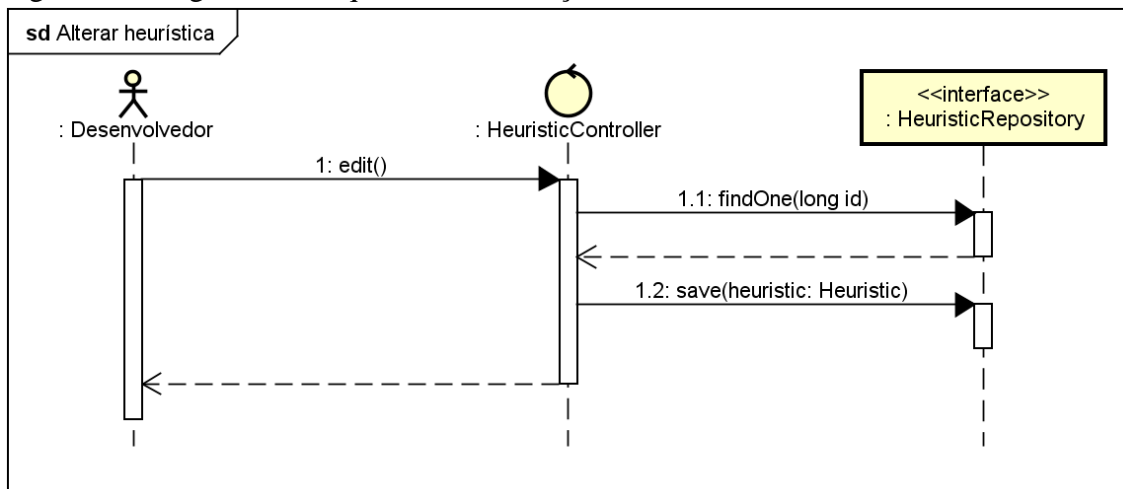 sd Alterar heurística
: Desenvolvedor
: HeuristicController
<<interface>>
: HeuristicRepository
1: edit()
1.1: findOne(long id)
1.2: save(heuristic: Heuristic)